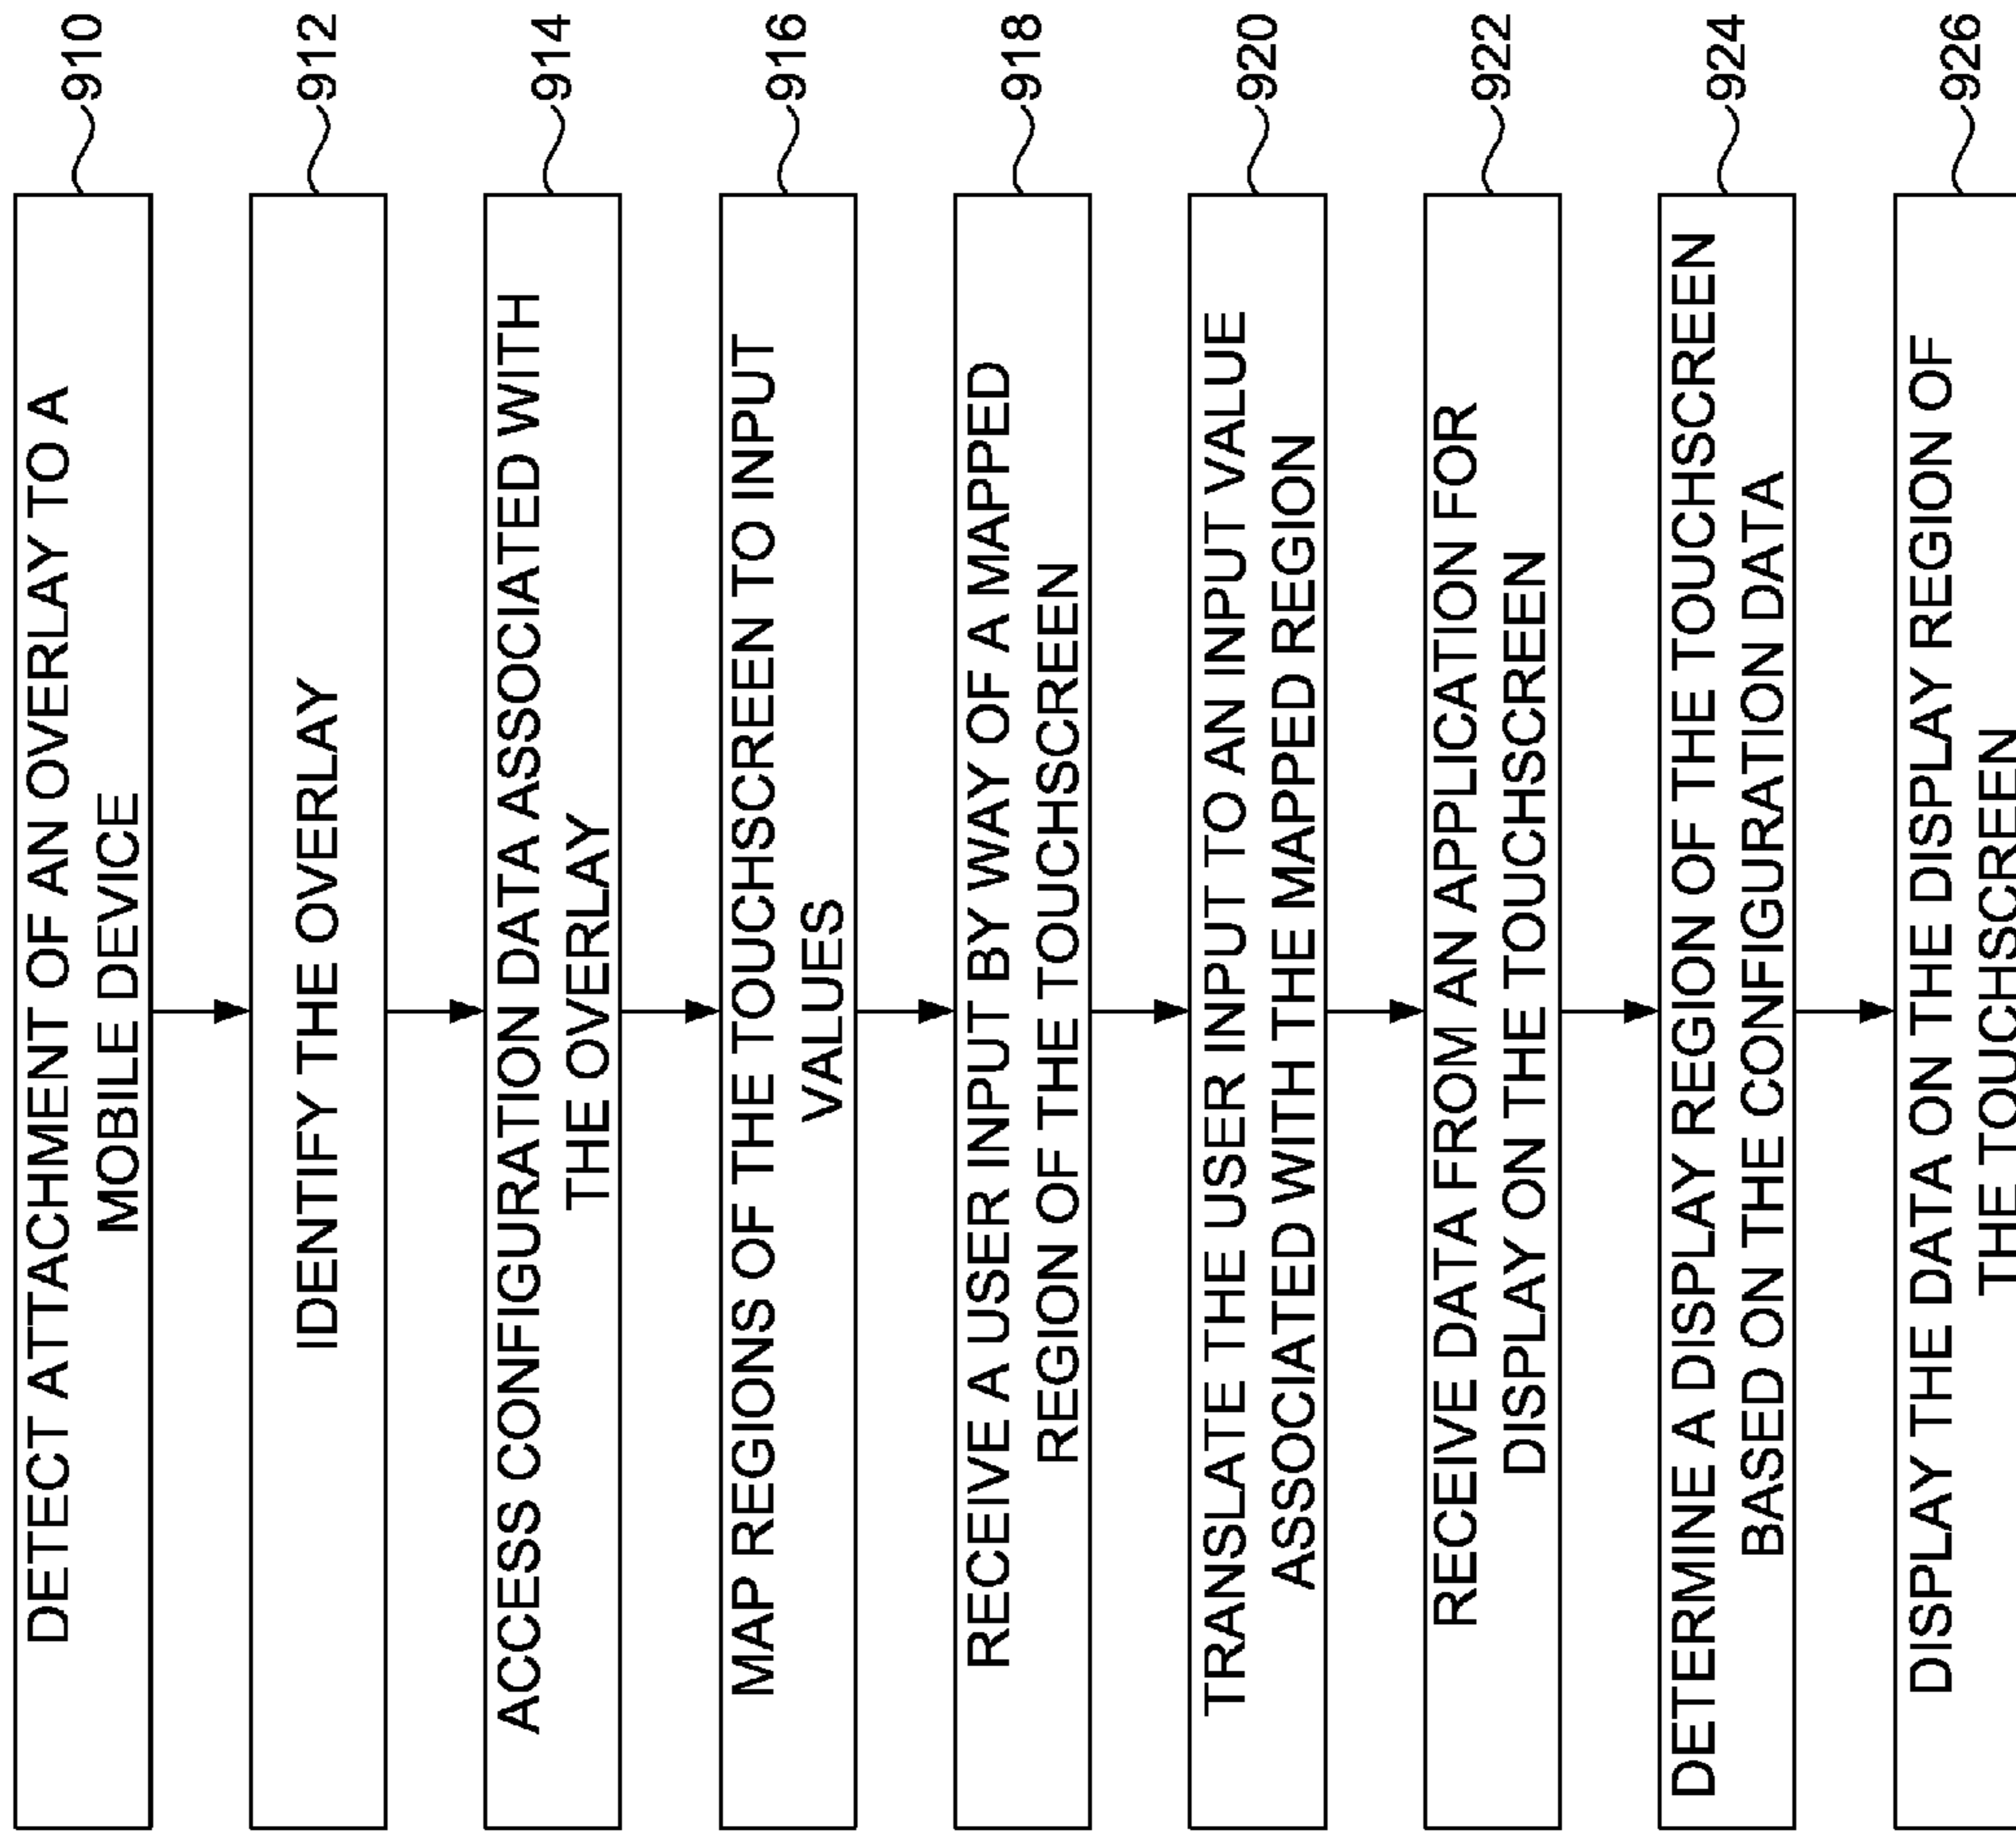 DETECT ATTACHMENT OF AN OVERLAY TO A
MOBILE DEVICE
910
IDENTIFY THE OVERLAY
912
ACCESS CONFIGURATION DATA ASSOCIATED WITH
THE OVERLAY
914
MAP REGIONS OF THE TOUCHSCREEN TO INPUT
VALUES
916
RECEIVE A USER INPUT BY WAY OF A MAPPED
REGION OF THE TOUCHSCREEN
918
TRANSLATE THE USER INPUT TO AN INPUT VALUE
ASSOCIATED WITH THE MAPPED REGION
920
RECEIVE DATA FROM AN APPLICATION FOR
DISPLAY ON THE TOUCHSCREEN
922
DETERMINE A DISPLAY REGION OF THE TOUCHSCREEN
BASED ON THE CONFIGURATION DATA
924
DISPLAY THE DATA ON THE DISPLAY REGION OF
THE TOUCHSCREEN
926